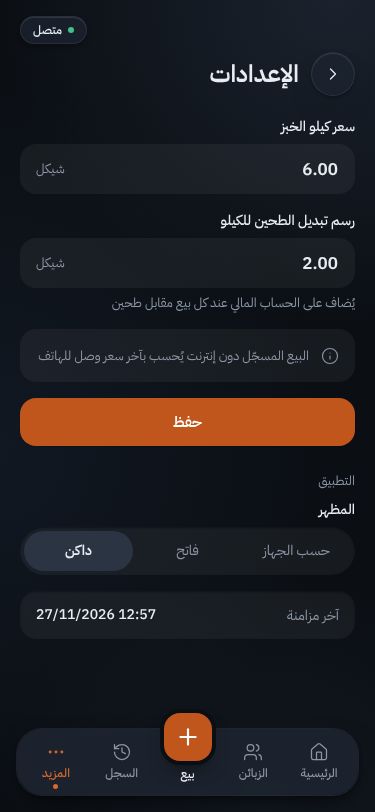 متصل
الإعدادات
سعر كيلو الخبز
6.00 شيكل
رسم تبديل الطحين للكيلو
2.00 شيكل
يُضاف على الحساب المالي عند كل بيع مقابل طحين
البيع المسجّل دون إنترنت يُحسب بآخر سعر وصل للهاتف
حفظ
التطبيق
المظهر
حسب الجهاز فاتح داكن
آخر مزامنة 27/11/2026 12:57
الرئيسية الزبائن بيع السجل المزيد